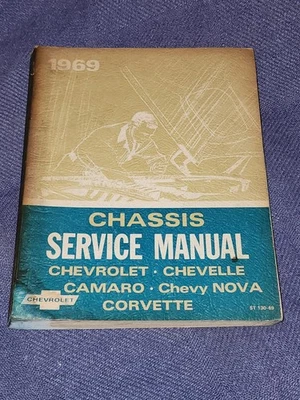 1969
CHASSIS
SERVICE MANUAL
CHEVROLET · CHEVELLE
CAMARO · Chevy NOVA
CORVETTE
CHEVROLET